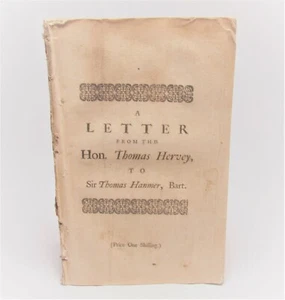 A
LETTER
FROM THE
Hon. Thomas Hervey,
TO
Sir Thomas Hanmer, Bart.
(Price One Shilling.)